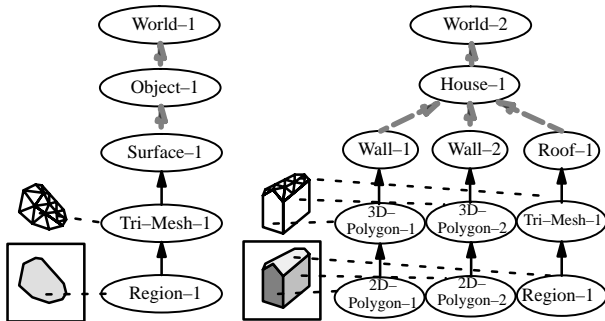 World–1
World–2
Object–1
House–1
Surface–1
Wall–1
Wall–2
Roof–1
Tri–Mesh–1
3D–
Polygon–1
3D–
Polygon–2
Tri–Mesh–1
Region–1
2D–
Polygon–1
2D–
Polygon–2
Region–1